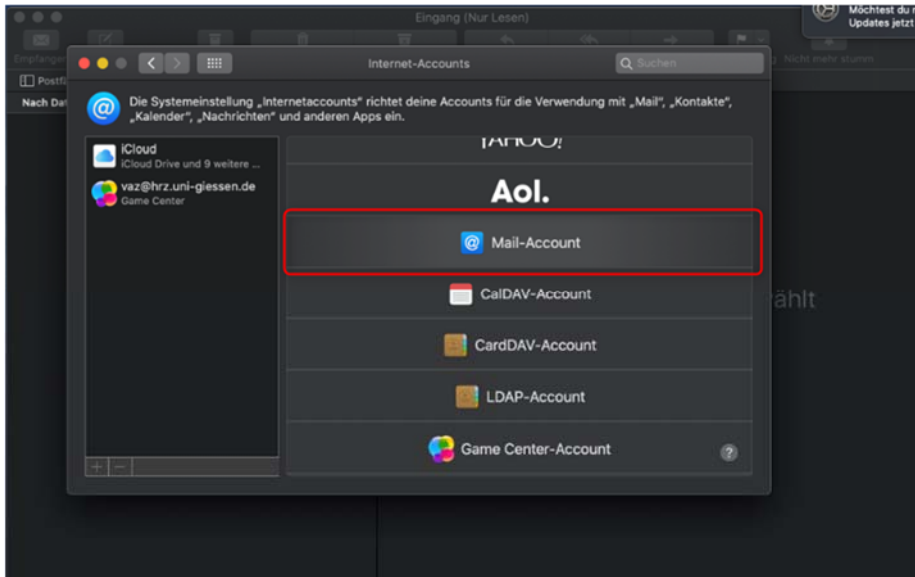 Eingang (Nur Lesen)
Möchtest du
Updates jetzt
Empfangen
Nicht mehr stumm
Internet-Accounts
Suchen
Nach Dat
Die Systemeinstellung „Internetaccounts“ richtet deine Accounts für die Verwendung mit „Mail“, „Kontakte“,
„Kalender“, „Nachrichten“ und anderen Apps ein.
iCloud
iCloud Drive und 9 weitere ...
vaz@hrz.uni-giessen.de
Game Center
YAHOO!
Aol.
@ Mail-Account
CalDAV-Account
CardDAV-Account
LDAP-Account
Game Center-Account
?
ählt